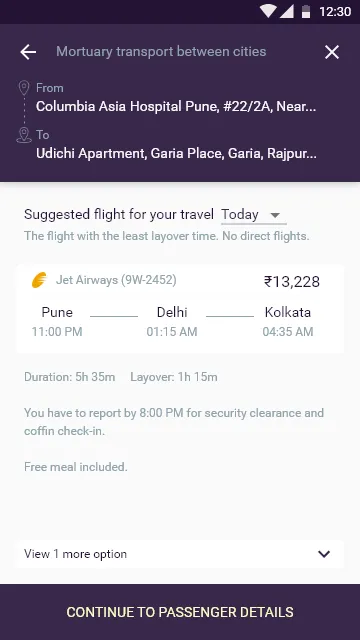 12:30
Mortuary transport between cities
From
Columbia Asia Hospital Pune, #22/2A, Near...
To
Udichi Apartment, Garia Place, Garia, Rajpur...
Suggested flight for your travel Today
The flight with the least layover time. No direct flights.
Jet Airways (9W-2452) ₹13,228
Pune Delhi Kolkata
11:00 PM 01:15 AM 04:35 AM
Duration: 5h 35m Layover: 1h 15m
You have to report by 8:00 PM for security clearance and
coffin check-in.
Free meal included.
View 1 more option
CONTINUE TO PASSENGER DETAILS